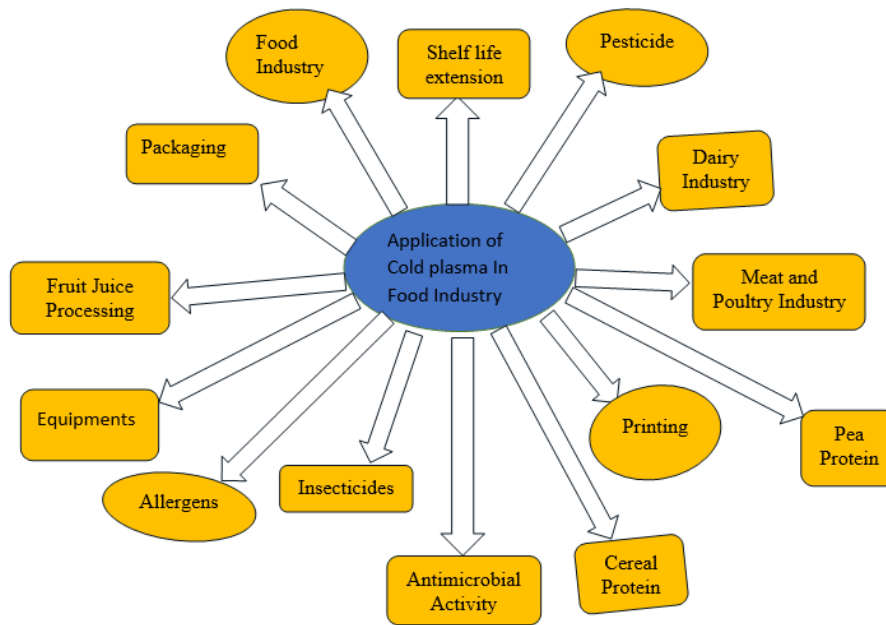 Food
Industry
Shelf life
extension
Pesticide
Packaging
Dairy
Industry
Application of
Cold plasma In
Food Industry
Fruit Juice
Processing
Meat and
Poultry Industry
Equipments
Printing
Pea
Protein
Allergens
Insecticides
Antimicrobial
Activity
Cereal
Protein